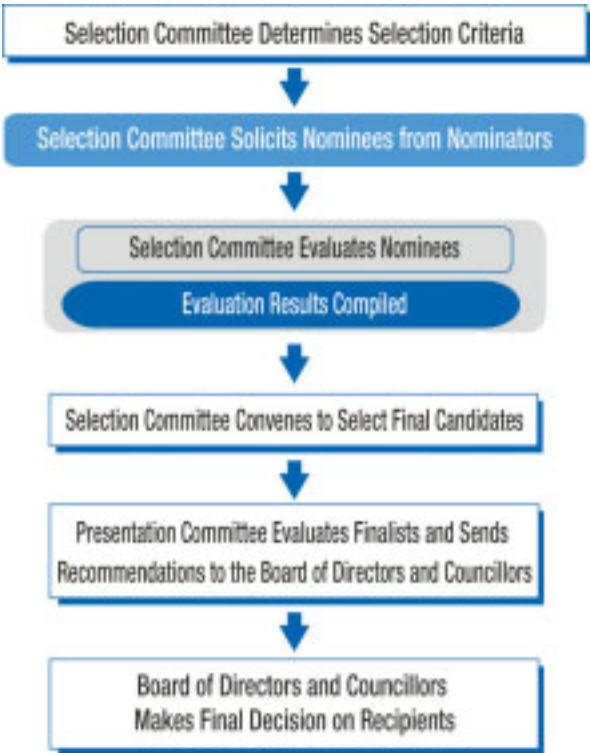 Selection Committee Determines Selection Criteria
Selection Committee Solicits Nominees from Nominators
Selection Committee Evaluates Nominees
Evaluation Results Compiled
Selection Committee Convenes to Select Final Candidates
Presentation Committee Evaluates Finalists and Sends
Recommendations to the Board of Directors and Councillors
Board of Directors and Councillors
Makes Final Decision on Recipients